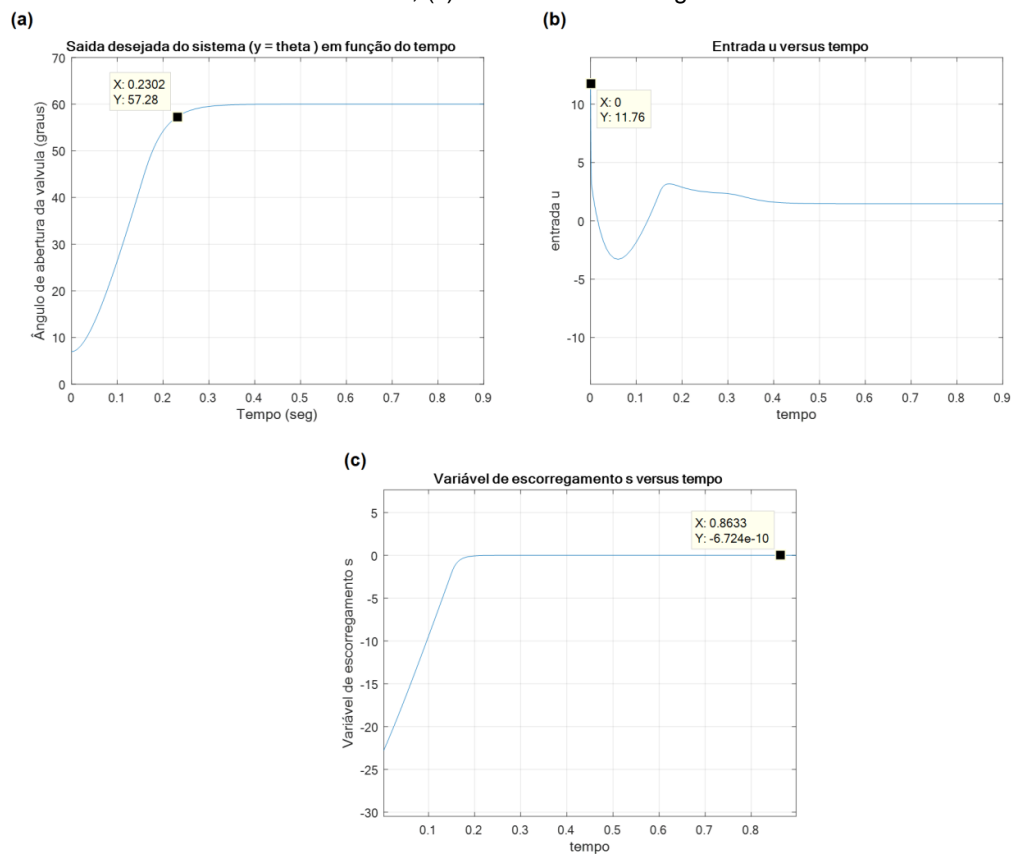 (a)
Saida desejada do sistema (y = theta ) em função do tempo
Ângulo de abertura da valvula (graus)
70
60
50
40
30
20
10
0
X: 0.2302
Y: 57.28
0 0.1 0.2 0.3 0.4 0.5 0.6 0.7 0.8 0.9
Tempo (seg)
(b)
Entrada u versus tempo
entrada u
10
5
0
-5
-10
X: 0
Y: 11.76
0 0.1 0.2 0.3 0.4 0.5 0.6 0.7 0.8 0.9
tempo
(c)
Variável de escorregamento s versus tempo
Variável de escorregamento s
5
0
-5
-10
-15
-20
-25
-30
X: 0.8633
Y: -6.724e-10
0.1 0.2 0.3 0.4 0.5 0.6 0.7 0.8
tempo